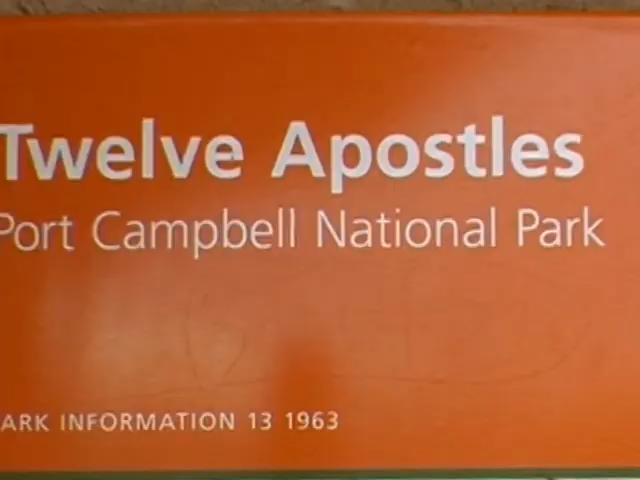 Twelve Apostles
Port Campbell National Park
ARK INFORMATION 13 1963